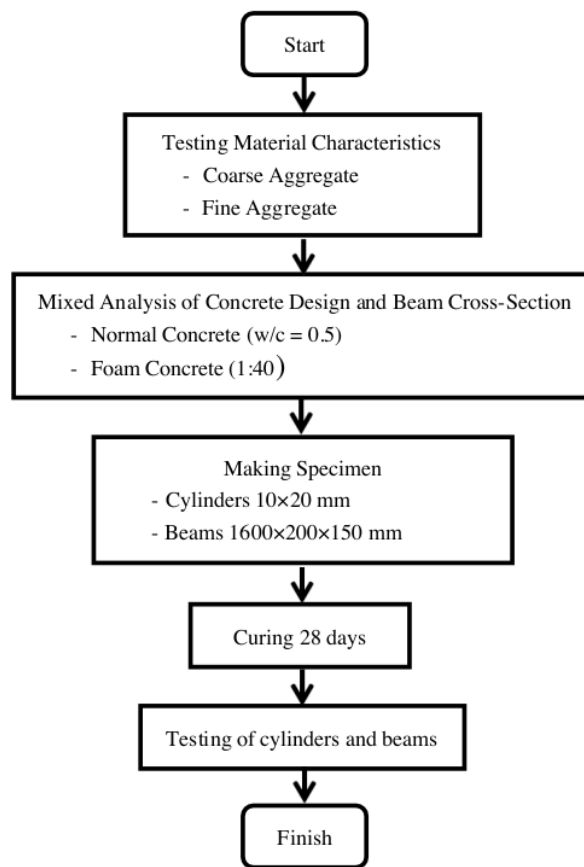 Start
Testing Material Characteristics
- Coarse Aggregate
- Fine Aggregate
Mixed Analysis of Concrete Design and Beam Cross-Section
- Normal Concrete (w/c = 0.5)
- Foam Concrete (1:40)
Making Specimen
- Cylinders 10×20 mm
- Beams 1600×200×150 mm
Curing 28 days
Testing of cylinders and beams
Finish